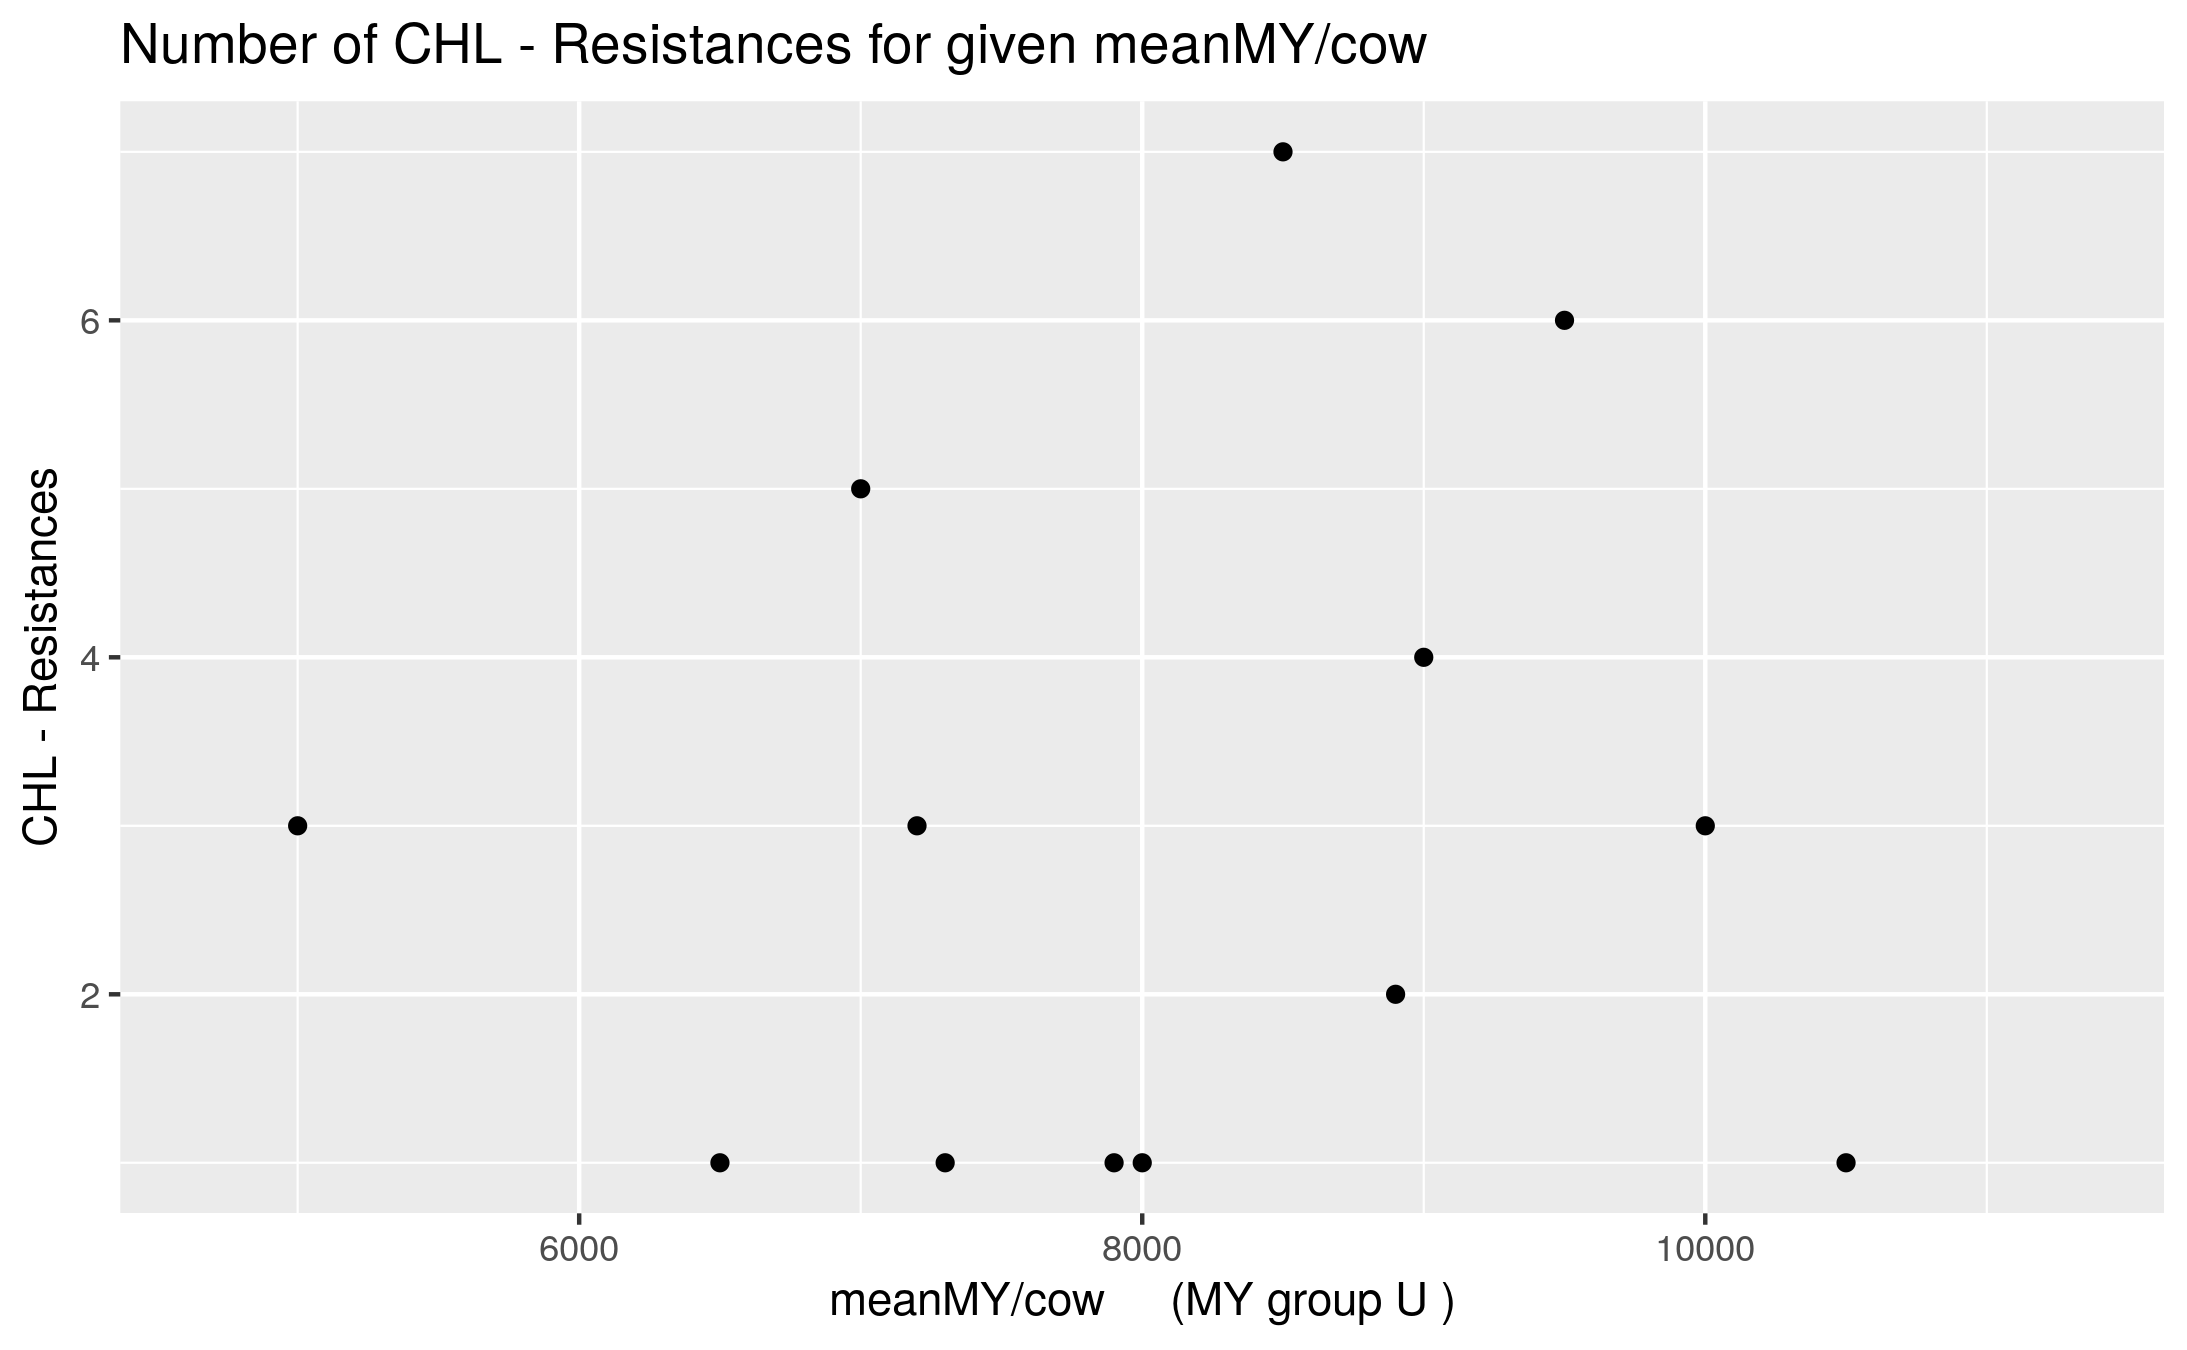 Number of CHL - Resistances for given meanMY/cow
CHL - Resistances
6
4
2
6000 8000 10000
meanMY/cow (MY group U )